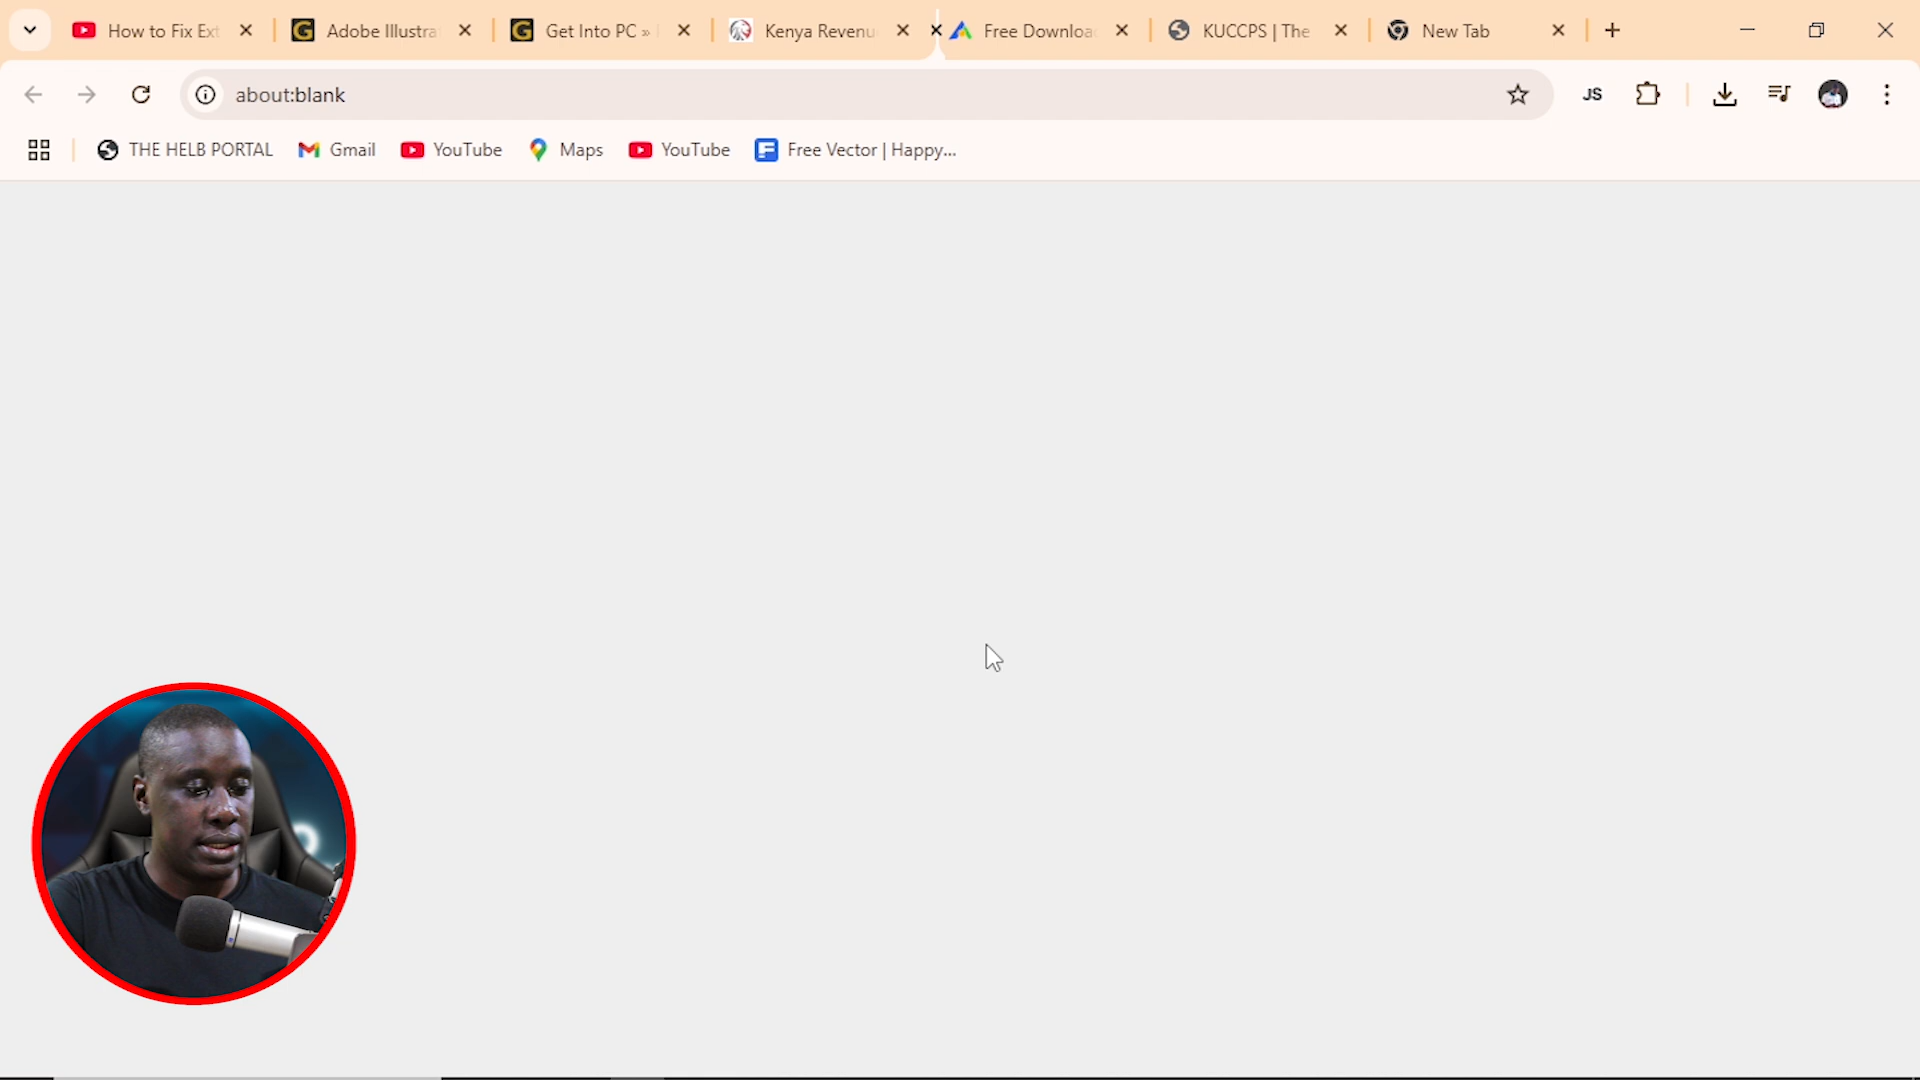 How to Fix Ext
Adobe Illustra
Get Into PC »
Kenya Revenu
Free Downloa
KUCCPS | The
New Tab
about:blank
JS
THE HELB PORTAL
Gmail
YouTube
Maps
YouTube
Free Vector | Happy...